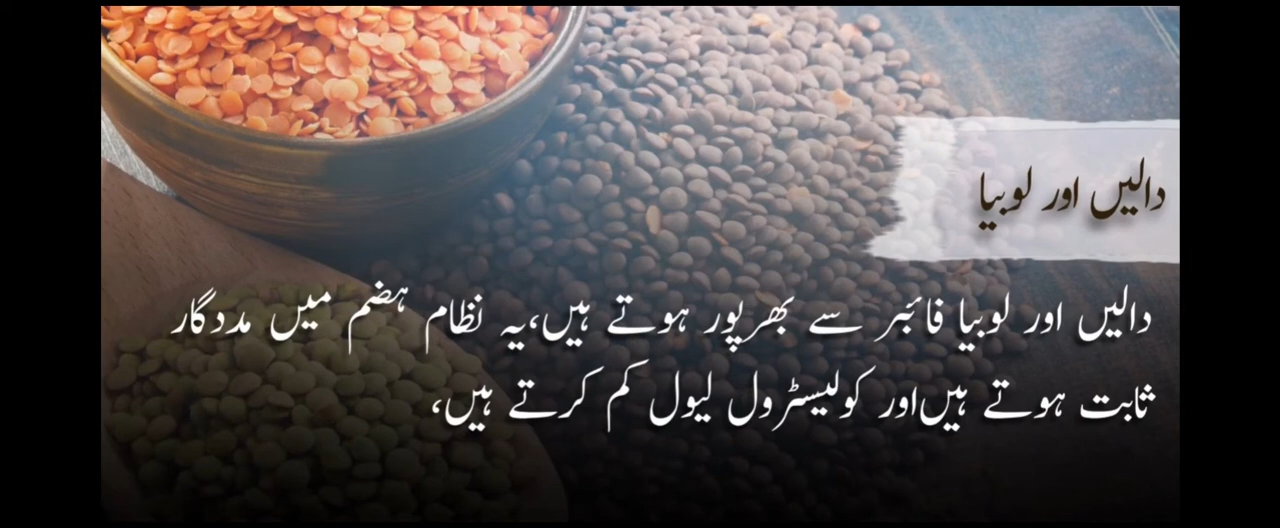 دالیں اور لوبیا
دالیں اور لوبیا فائبر سے بھرپور ہوتے ہیں،یہ نظام ہضم میں مددگار
ثابت ہوتے ہیں اور کولیسٹرول لیول کم کرتے ہیں،